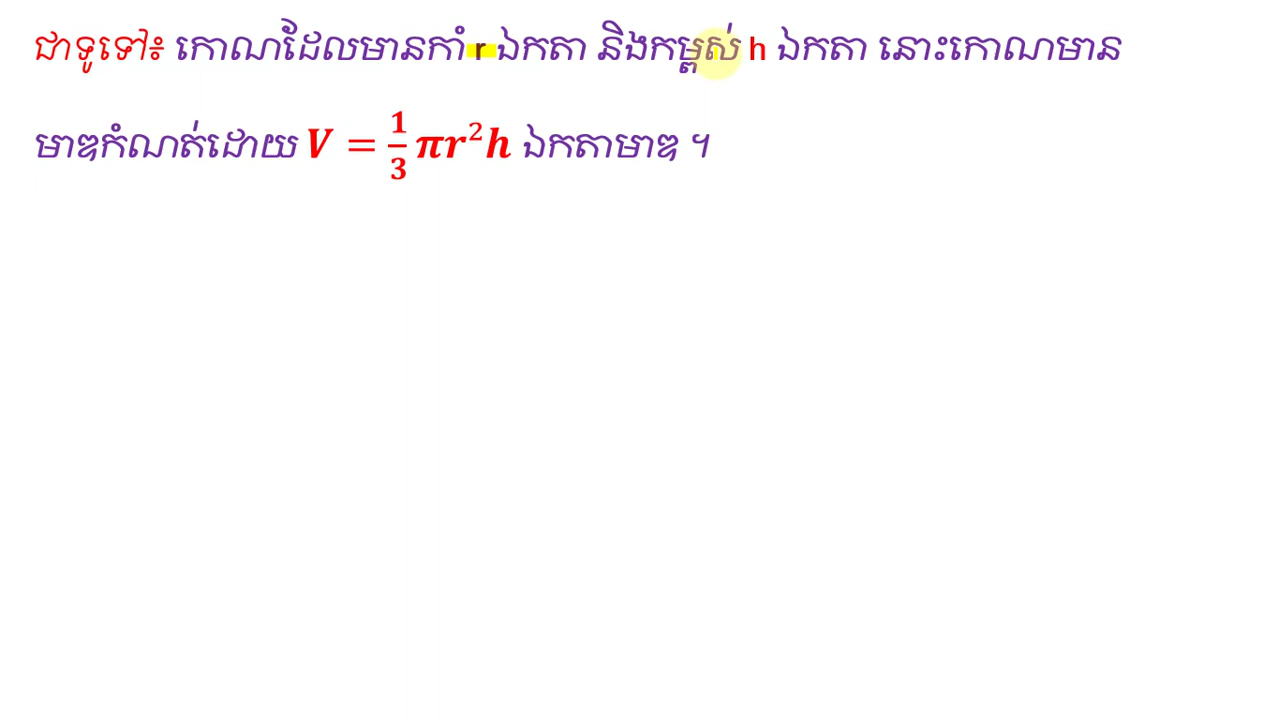 ជាទូទៅ៖ កោណដែលមានកាំ r ឯកតា និងកម្ពស់ h ឯកតា នោះកោណមាន
មាឌកំណត់ដោយ V = 1/3 πr²h ឯកតាមាឌ ។